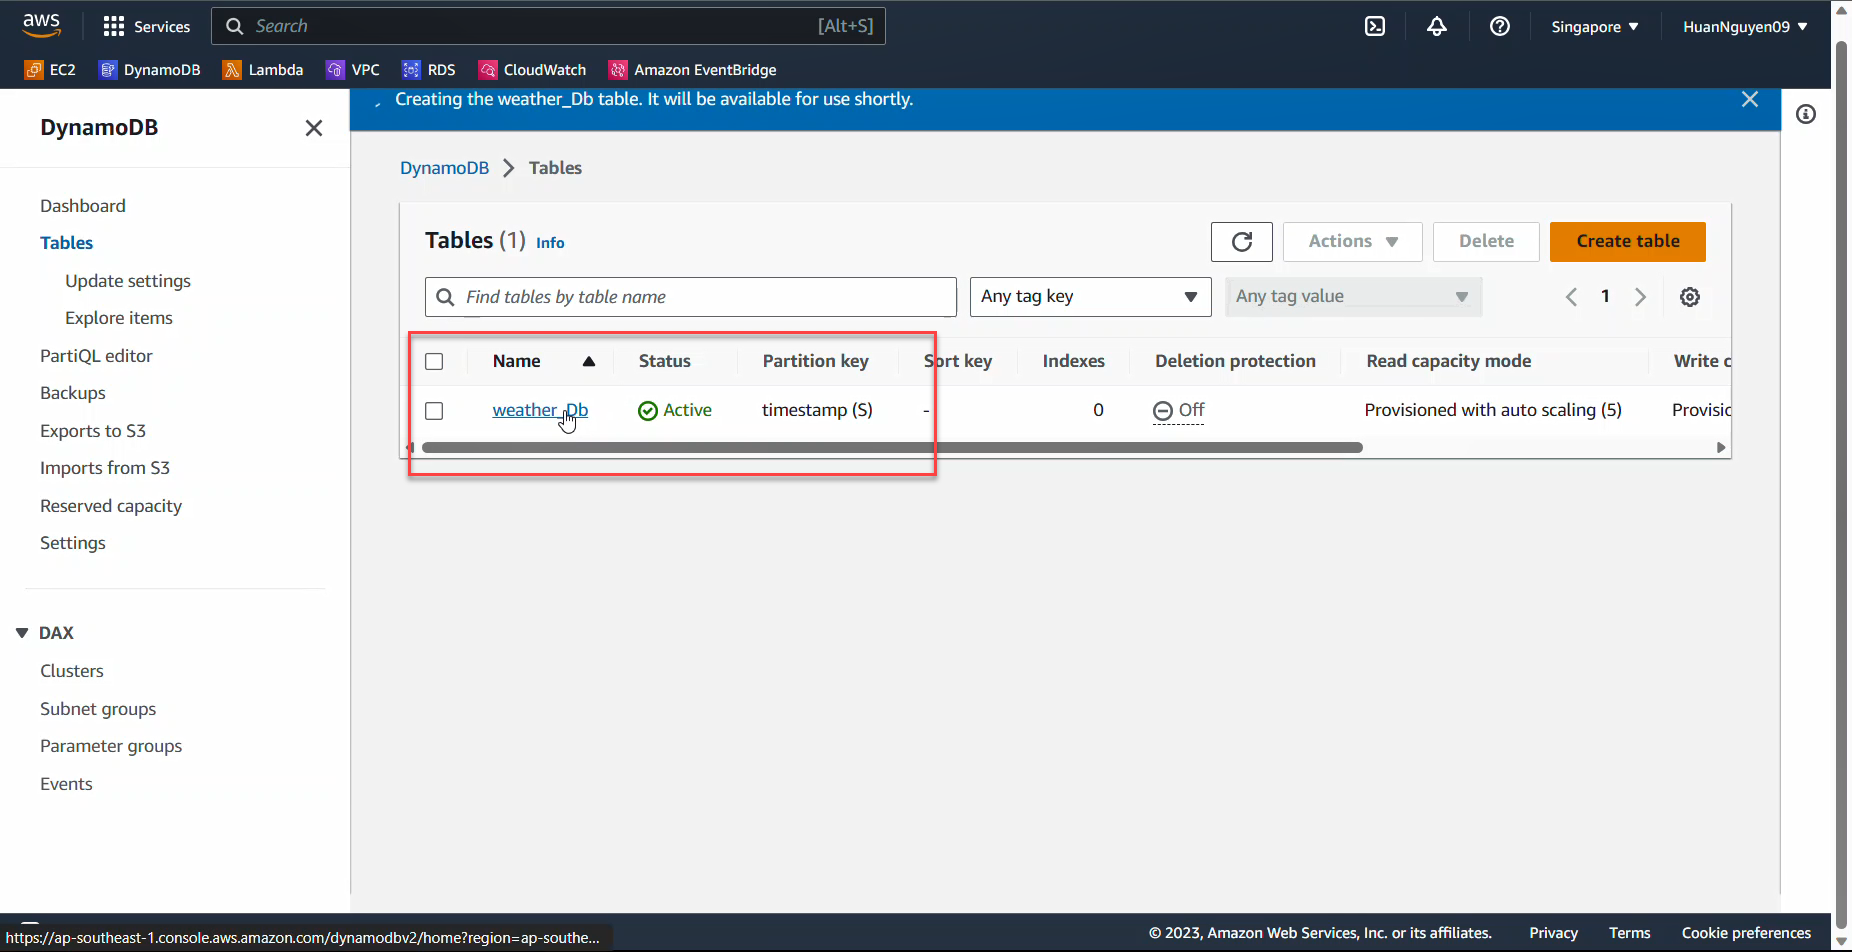 aws
Services
Search [Alt+S]
Singapore ▼
HuanNguyen09 ▼
EC2 DynamoDB Lambda VPC RDS CloudWatch Amazon EventBridge
Creating the weather_Db table. It will be available for use shortly.
DynamoDB
Dashboard
Tables
Update settings
Explore items
PartiQL editor
Backups
Exports to S3
Imports from S3
Reserved capacity
Settings
▼ DAX
Clusters
Subnet groups
Parameter groups
Events
DynamoDB > Tables
Tables (1) Info
Actions ▼ Delete Create table
Find tables by table name Any tag key ▼ Any tag value ▼ < 1 >
Name ▲ Status Partition key Sort key Indexes Deletion protection Read capacity mode Write c
weather_Db Active timestamp (S) - 0 Off Provisioned with auto scaling (5) Provisic
https://ap-southeast-1.console.aws.amazon.com/dynamodbv2/home?region=ap-southe...
© 2023, Amazon Web Services, Inc. or its affiliates. Privacy Terms Cookie preferences